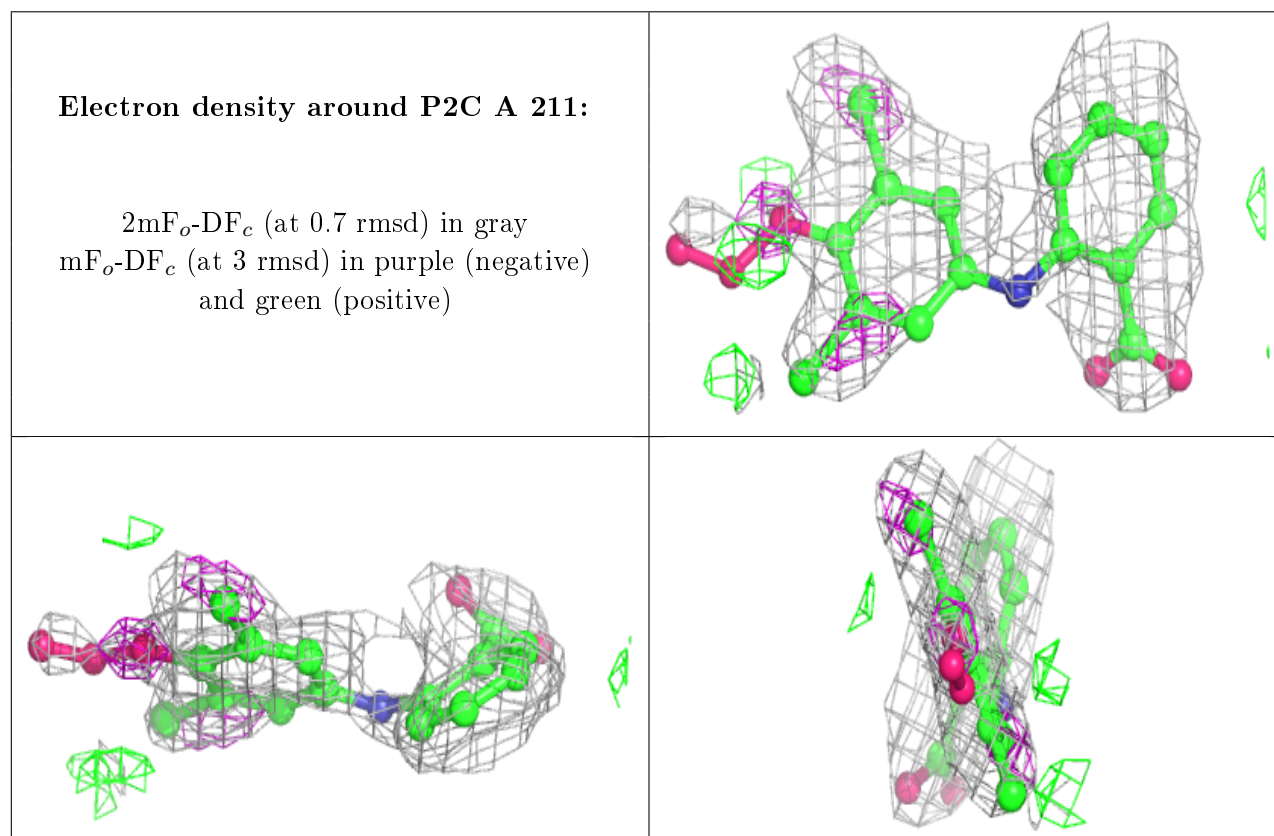 Electron density around P2C A 211:
2mFₒ-DF𝒸 (at 0.7 rmsd) in gray
mFₒ-DF𝒸 (at 3 rmsd) in purple (negative)
and green (positive)